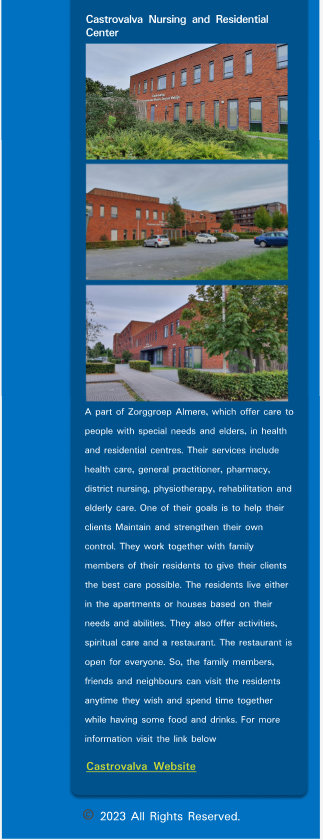 Castrovalva Nursing and Residential
Center
A part of Zorggroep Almere, which offer care to
people with special needs and elders, in health
and residential centres. Their services include
health care, general practitioner, pharmacy,
district nursing, physiotherapy, rehabilitation and
elderly care. One of their goals is to help their
clients Maintain and strengthen their own
control. They work together with family
members of their residents to give their clients
the best care possible. The residents live either
in the apartments or houses based on their
needs and abilities. They also offer activities,
spiritual care and a restaurant. The restaurant is
open for everyone. So, the family members,
friends and neighbours can visit the residents
anytime they wish and spend time together
while having some food and drinks. For more
information visit the link below
Castrovalva Website
© 2023 All Rights Reserved.